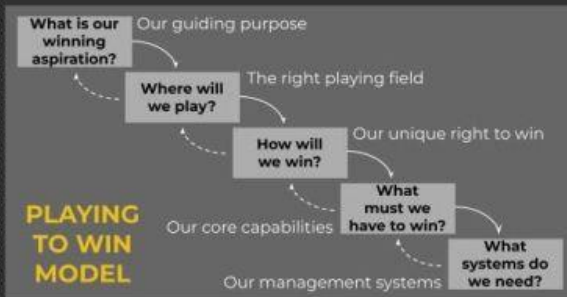 What is our
winning
aspiration?
Our guiding purpose
Where will
we play?
The right playing field
How will
we win?
Our unique right to win
What
must we
have to win?
Our core capabilities
What
systems do
we need?
Our management systems
PLAYING
TO WIN
MODEL